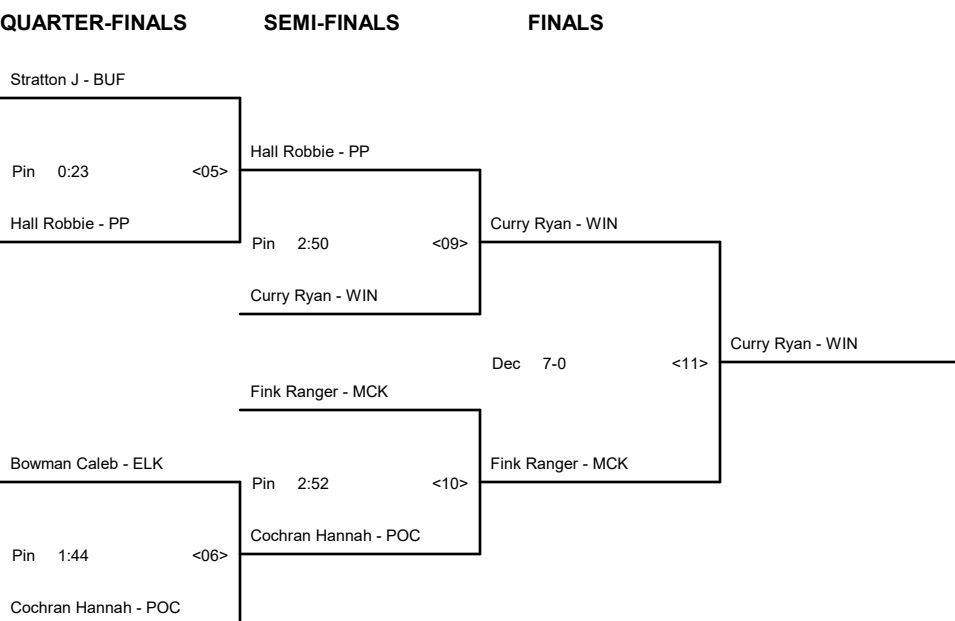 QUARTER-FINALS SEMI-FINALS FINALS
Stratton J - BUF
Hall Robbie - PP
Pin 0:23 <05>
Hall Robbie - PP
Curry Ryan - WIN
Pin 2:50 <09>
Curry Ryan - WIN
Curry Ryan - WIN
Dec 7-0 <11>
Fink Ranger - MCK
Bowman Caleb - ELK
Fink Ranger - MCK
Pin 2:52 <10>
Cochran Hannah - POC
Pin 1:44 <06>
Cochran Hannah - POC